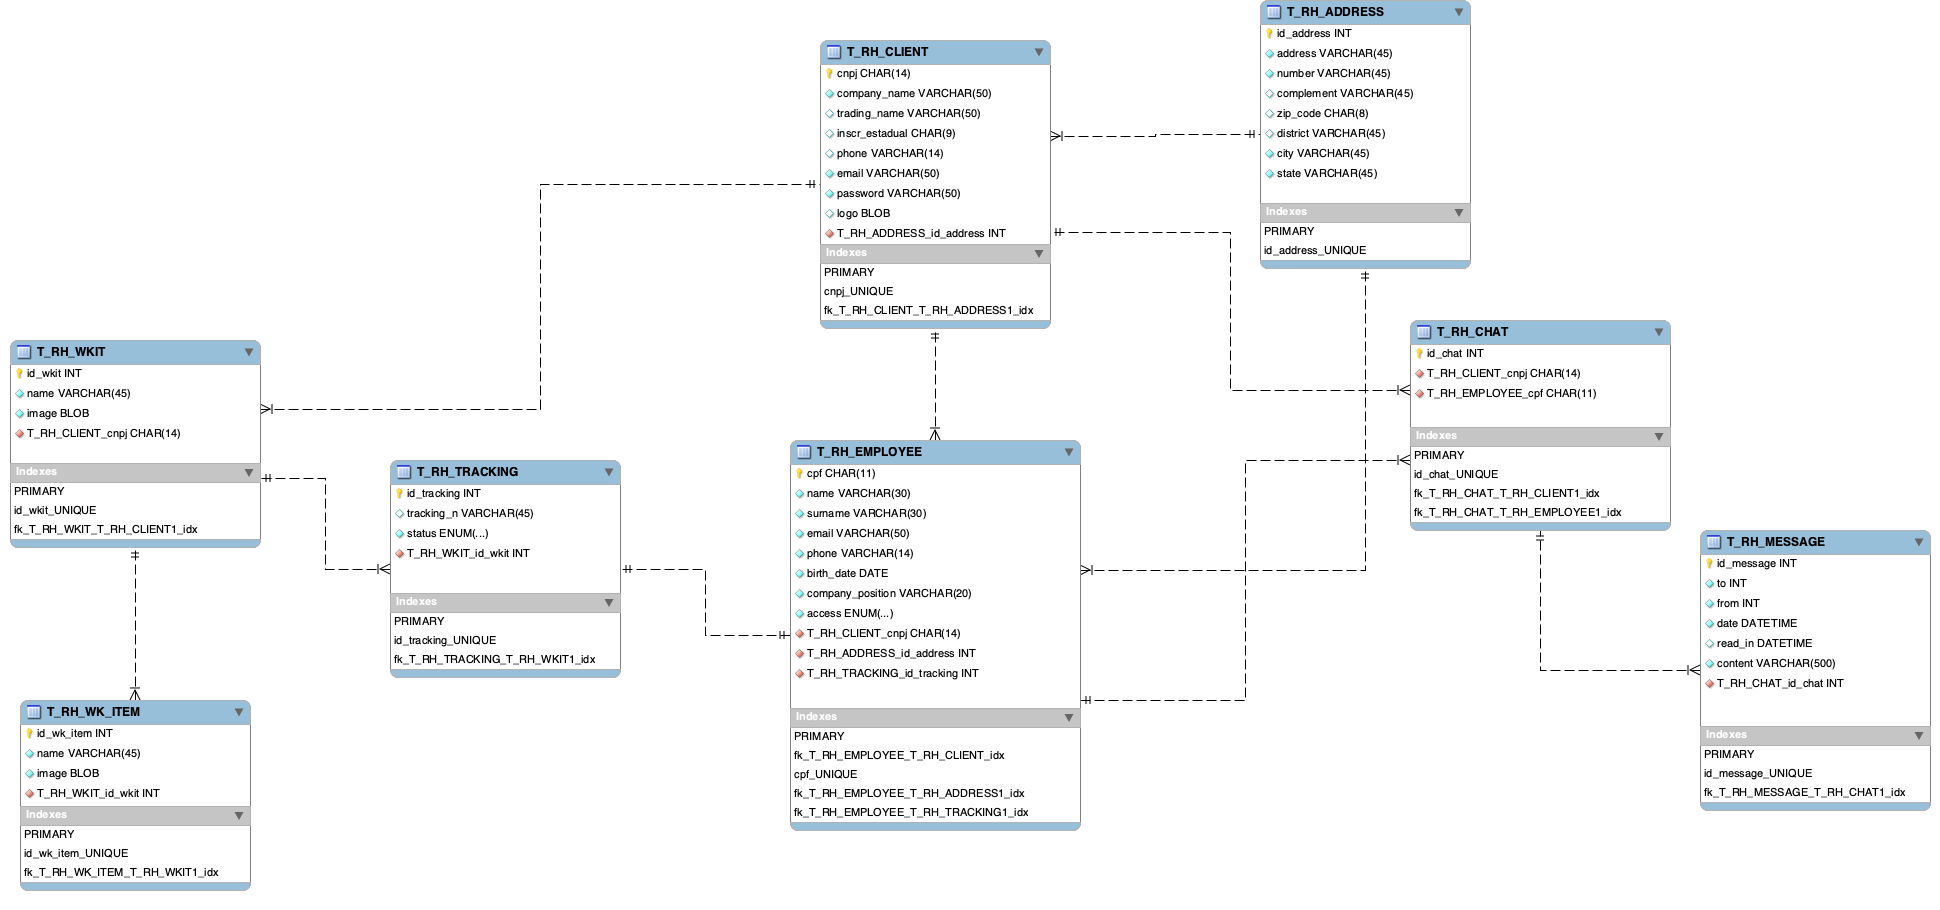 T_RH_ADDRESS
id_address INT
address VARCHAR(45)
number VARCHAR(45)
complement VARCHAR(45)
zip_code CHAR(8)
district VARCHAR(45)
city VARCHAR(45)
state VARCHAR(45)
Indexes
PRIMARY
id_address_UNIQUE
T_RH_CLIENT
cnpj CHAR(14)
company_name VARCHAR(50)
trading_name VARCHAR(50)
inscr_estadual CHAR(9)
phone VARCHAR(14)
email VARCHAR(50)
password VARCHAR(50)
logo BLOB
T_RH_ADDRESS_id_address INT
Indexes
PRIMARY
cnpj_UNIQUE
fk_T_RH_CLIENT_T_RH_ADDRESS1_idx
T_RH_CHAT
id_chat INT
T_RH_CLIENT_cnpj CHAR(14)
T_RH_EMPLOYEE_cpf CHAR(11)
Indexes
PRIMARY
id_chat_UNIQUE
fk_T_RH_CHAT_T_RH_CLIENT1_idx
fk_T_RH_CHAT_T_RH_EMPLOYEE1_idx
T_RH_WKIT
id_wkit INT
name VARCHAR(45)
image BLOB
T_RH_CLIENT_cnpj CHAR(14)
Indexes
PRIMARY
id_wkit_UNIQUE
fk_T_RH_WKIT_T_RH_CLIENT1_idx
T_RH_TRACKING
id_tracking INT
tracking_n VARCHAR(45)
status ENUM(...)
T_RH_WKIT_id_wkit INT
Indexes
PRIMARY
id_tracking_UNIQUE
fk_T_RH_TRACKING_T_RH_WKIT1_idx
T_RH_EMPLOYEE
cpf CHAR(11)
name VARCHAR(30)
surname VARCHAR(30)
email VARCHAR(50)
phone VARCHAR(14)
birth_date DATE
company_position VARCHAR(20)
access ENUM(...)
T_RH_CLIENT_cnpj CHAR(14)
T_RH_ADDRESS_id_address INT
T_RH_TRACKING_id_tracking INT
Indexes
PRIMARY
fk_T_RH_EMPLOYEE_T_RH_CLIENT_idx
cpf_UNIQUE
fk_T_RH_EMPLOYEE_T_RH_ADDRESS1_idx
fk_T_RH_EMPLOYEE_T_RH_TRACKING1_idx
T_RH_MESSAGE
id_message INT
to INT
from INT
date DATETIME
read_in DATETIME
content VARCHAR(500)
T_RH_CHAT_id_chat INT
Indexes
PRIMARY
id_message_UNIQUE
fk_T_RH_MESSAGE_T_RH_CHAT1_idx
T_RH_WK_ITEM
id_wk_item INT
name VARCHAR(45)
image BLOB
T_RH_WKIT_id_wkit INT
Indexes
PRIMARY
id_wk_item_UNIQUE
fk_T_RH_WK_ITEM_T_RH_WKIT1_idx